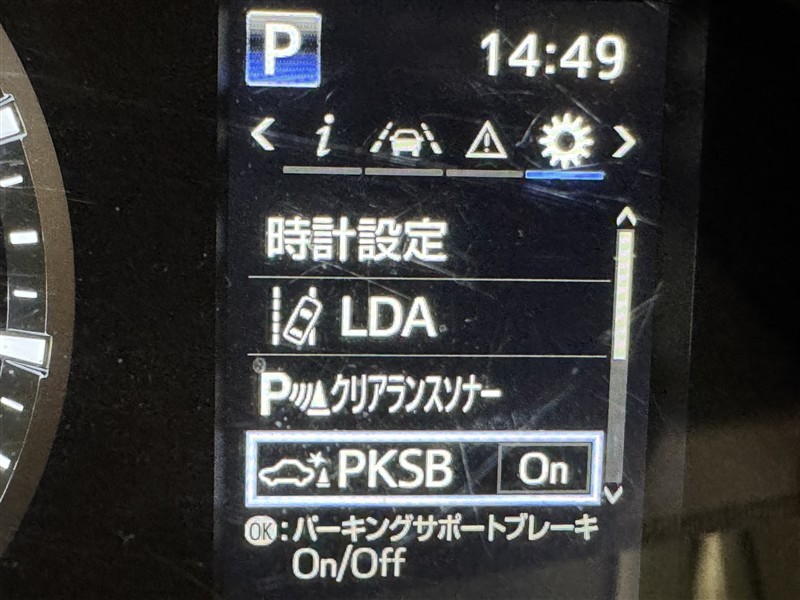 P 14:49
i
時計設定
LDA
Pクリアランスソナー
PKSB On
OK:パーキングサポートブレーキ
On/Off